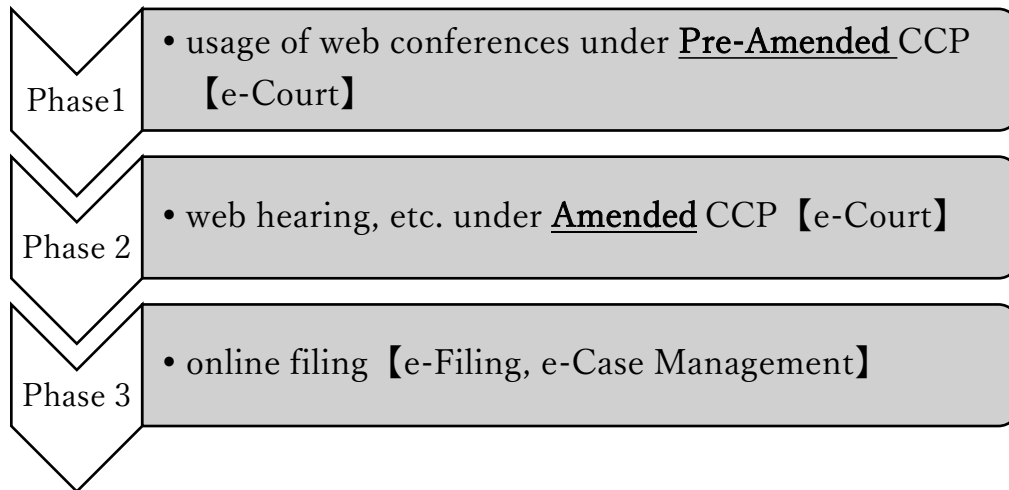 Phase1
• usage of web conferences under Pre-Amended CCP
【e-Court】
Phase 2
• web hearing, etc. under Amended CCP【e-Court】
Phase 3
• online filing【e-Filing, e-Case Management】